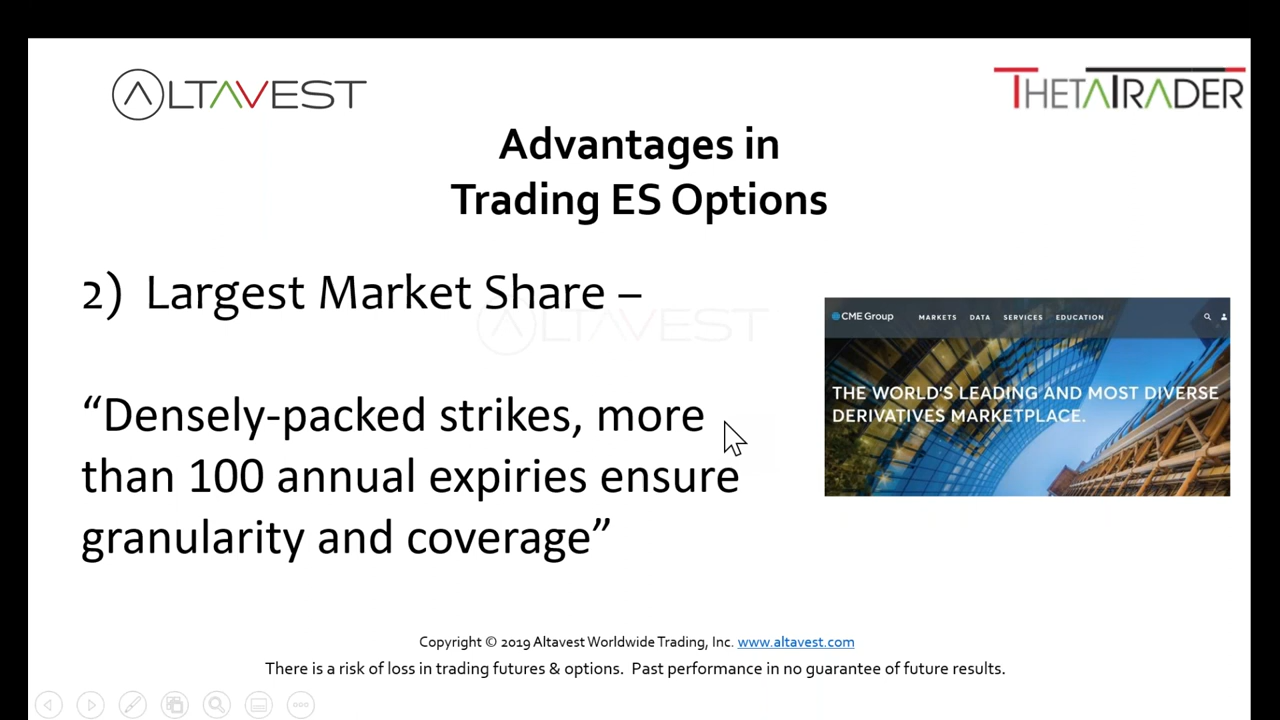 ALTAVEST
THETATRADER
Advantages in
Trading ES Options
2) Largest Market Share –
ALTAVEST
CME Group MARKETS DATA SERVICES EDUCATION
THE WORLD'S LEADING AND MOST DIVERSE
DERIVATIVES MARKETPLACE.
“Densely-packed strikes, more
than 100 annual expiries ensure
granularity and coverage”
Copyright © 2019 Altavest Worldwide Trading, Inc. www.altavest.com
There is a risk of loss in trading futures & options. Past performance in no guarantee of future results.